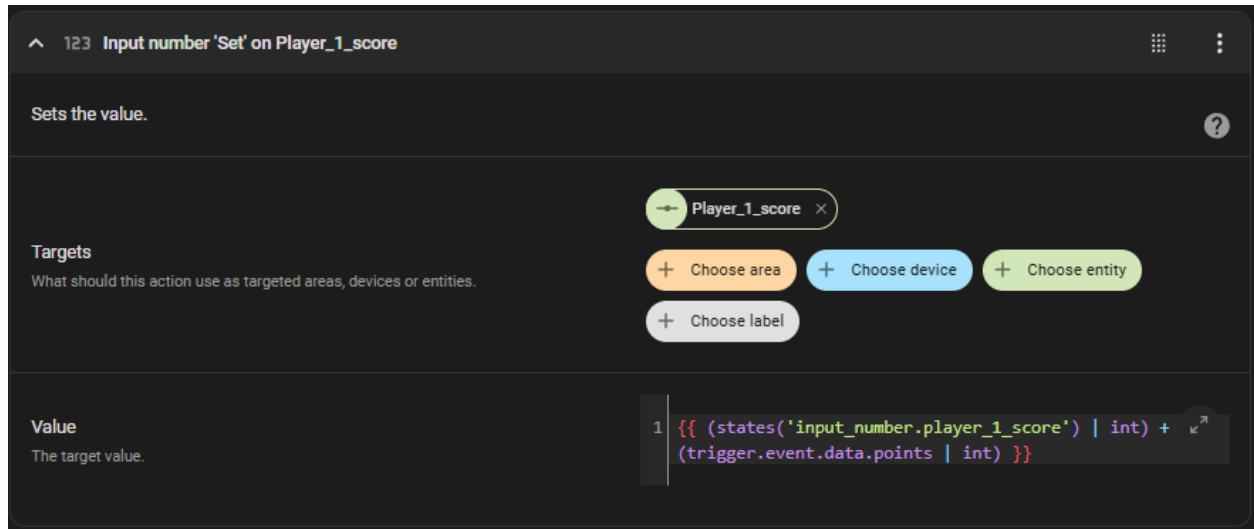 123 Input number 'Set' on Player_1_score
Sets the value.
Player_1_score
Targets
What should this action use as targeted areas, devices or entities.
+ Choose area
+ Choose device
+ Choose entity
+ Choose label
Value
The target value.
1
{{ (states('input_number.player_1_score') | int) +
(trigger.event.data.points | int) }}